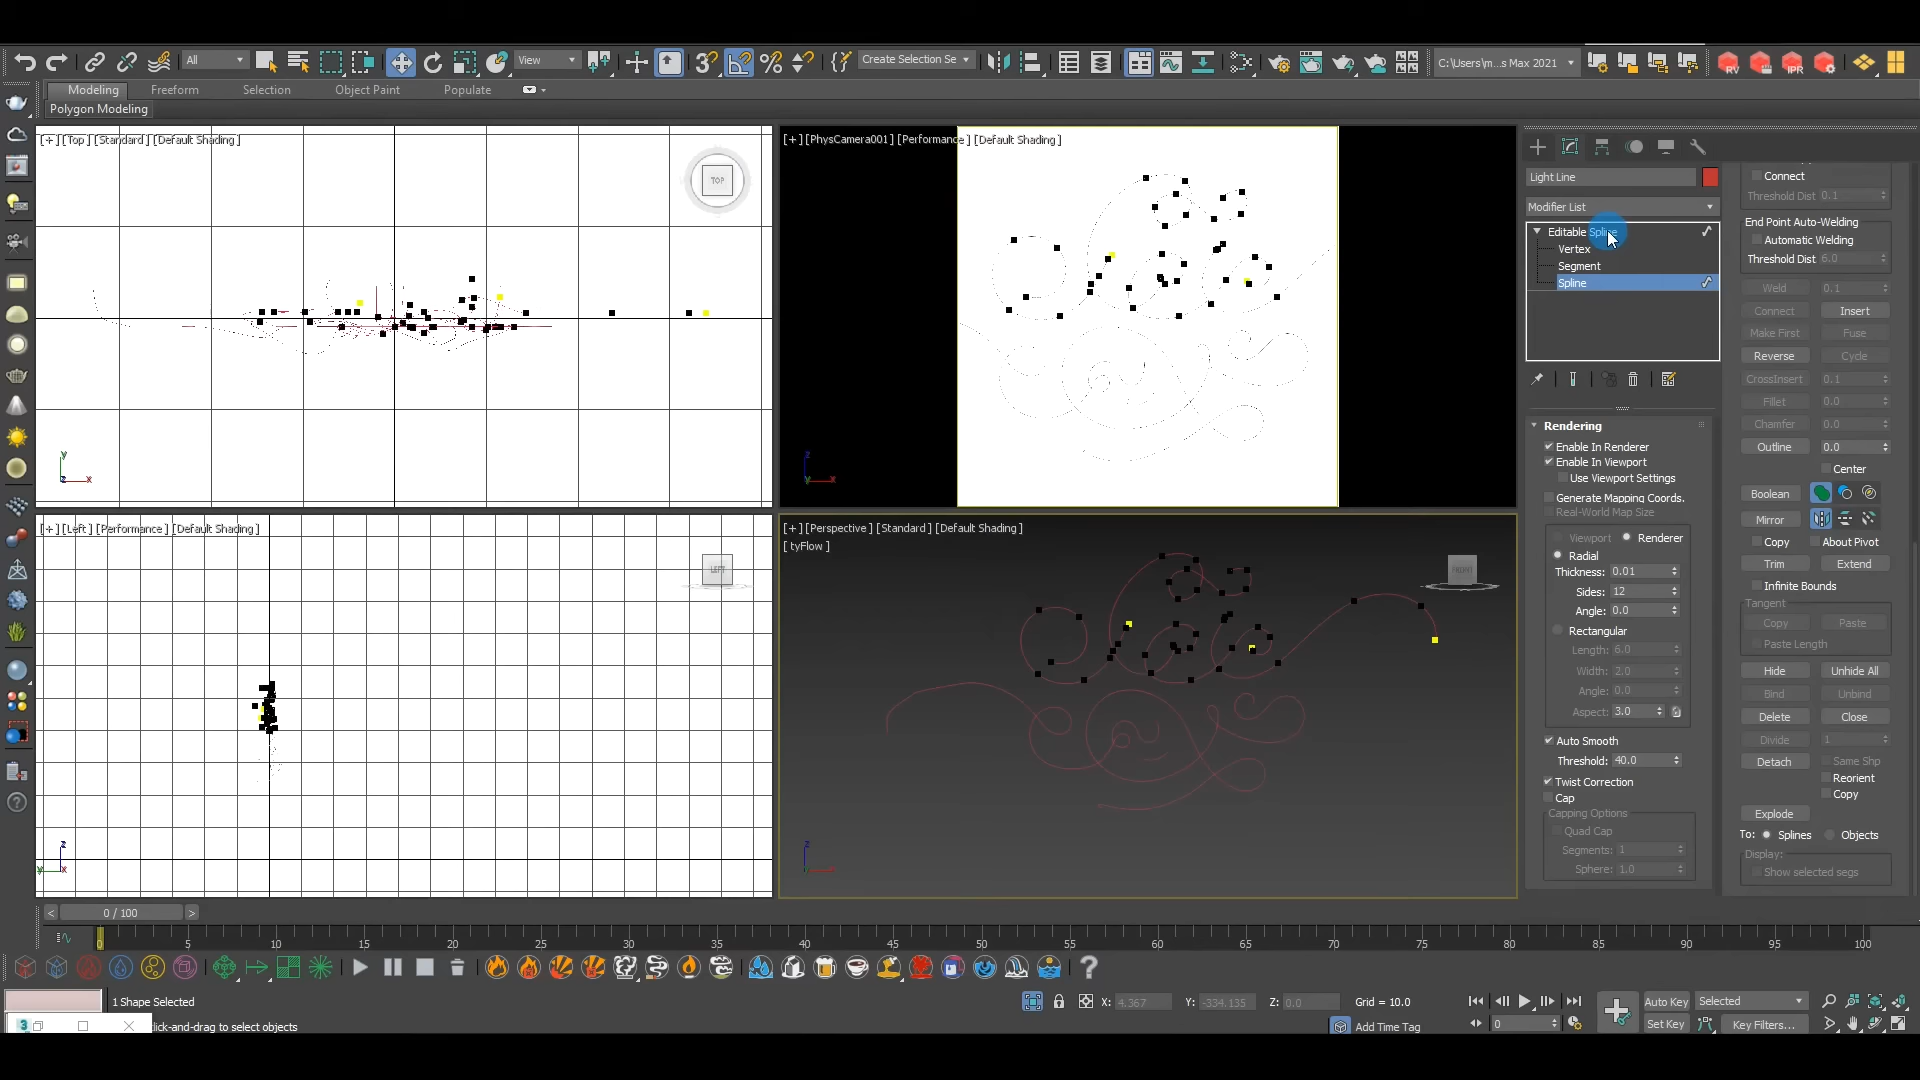 All
View
Create Selection Se
C:\Users\m...s Max 2021
RV
IPR
Modeling
Freeform
Selection
Object Paint
Populate
Polygon Modeling
[+] [Top ] [Standard ] [Default Shading ]
TOP
[+] [PhysCamera001 ] [Performance ] [Default Shading ]
[+] [Left ] [Performance ] [Default Shading ]
LEFT
[+] [Perspective ] [Standard ] [Default Shading ]
[ tyFlow ]
FRONT
Light Line
Modifier List
Editable Spline
Vertex
Segment
Spline
Rendering
Enable In Renderer
Enable In Viewport
Use Viewport Settings
Generate Mapping Coords.
Real-World Map Size
Viewport
Renderer
Radial
Thickness: 0.01
Sides: 12
Angle: 0.0
Rectangular
Length: 6.0
Width: 2.0
Angle: 0.0
Aspect: 3.0
Auto Smooth
Threshold: 40.0
Twist Correction
Cap
Capping Options
Quad Cap
Segments: 1
Sphere: 1.0
Connect
Threshold Dist 0.1
End Point Auto-Welding
Automatic Welding
Threshold Dist 6.0
Weld 0.1
Connect Insert
Make First Fuse
Reverse Cycle
CrossInsert 0.1
Fillet 0.0
Chamfer 0.0
Outline 0.0
Center
Boolean
Mirror
Copy About Pivot
Trim Extend
Infinite Bounds
Tangent
Copy Paste
Paste Length
Hide Unhide All
Bind Unbind
Delete Close
Divide 1
Same Shp
Detach
Reorient
Copy
Explode
To: Splines Objects
Display:
Show selected segs
< 0 / 100 >
0 5 10 15 20 25 30 35 40 45 50 55 60 65 70 75 80 85 90 95 100
1 Shape Selected
X: 4.367 Y: -334.135 Z: 0.0 Grid = 10.0
Auto Key Selected
click-and-drag to select objects
Add Time Tag
0
Set Key Key Filters...